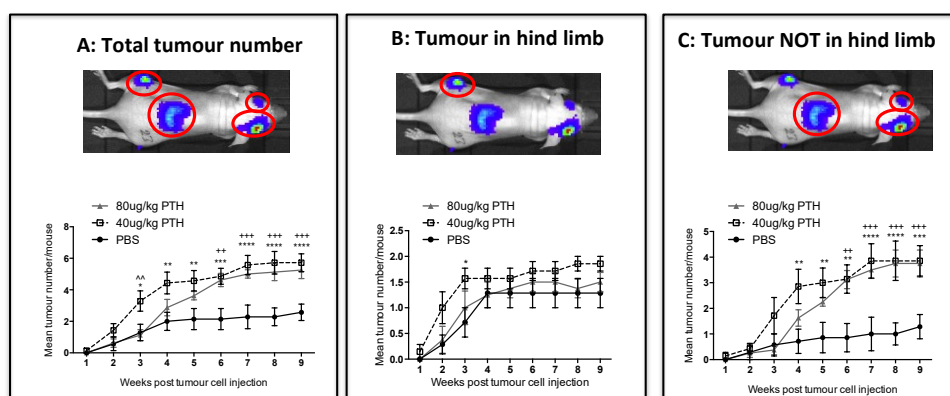 A: Total tumour number
80ug/kg PTH
40ug/kg PTH
PBS
Mean tumour number/mouse
8
6
4
2
0
^^
*
**
**
++
***
+++
****
+++
****
+++
****
1 2 3 4 5 6 7 8 9
Weeks post tumour cell injection
B: Tumour in hind limb
80ug/kg PTH
40ug/kg PTH
PBS
Mean tumour number/mouse
2.5
2.0
1.5
1.0
0.5
0.0
*
1 2 3 4 5 6 7 8 9
Weeks post tumour cell injection
C: Tumour NOT in hind limb
80ug/kg PTH
40ug/kg PTH
PBS
Mean tumour number/mouse
5
4
3
2
1
0
**
**
++
**
+++
****
+++
****
+++
***
1 2 3 4 5 6 7 8 9
Weeks post tumour cell injection